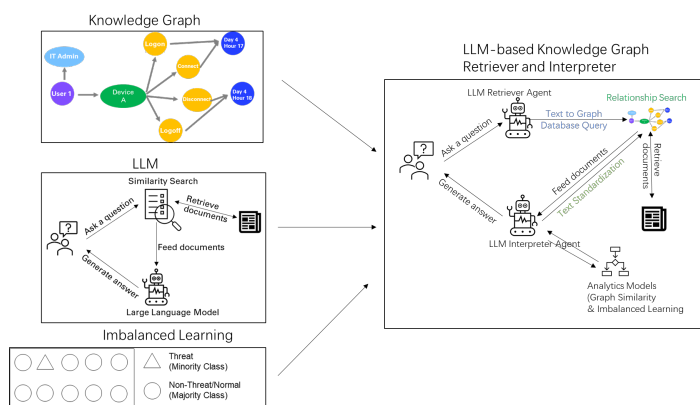 Knowledge Graph
IT Admin
User 1
Device
A
Logon
Connect
Disconnect
Logoff
Day 4
Hour 17
Day 4
Hour 18
LLM
Similarity Search
Ask a question
Retrieve
documents
Feed documents
Generate answer
Large Language Model
Imbalanced Learning
Threat
(Minority Class)
Non-Threat/Normal
(Majority Class)
LLM-based Knowledge Graph
Retriever and Interpreter
LLM Retriever Agent
Relationship Search
Ask a question
Text to Graph
Database Query
Retrieve
documents
Feed documents
Text Standardization
Generate answer
LLM Interpreter Agent
Analytics Models
(Graph Similarity
& Imbalanced Learning